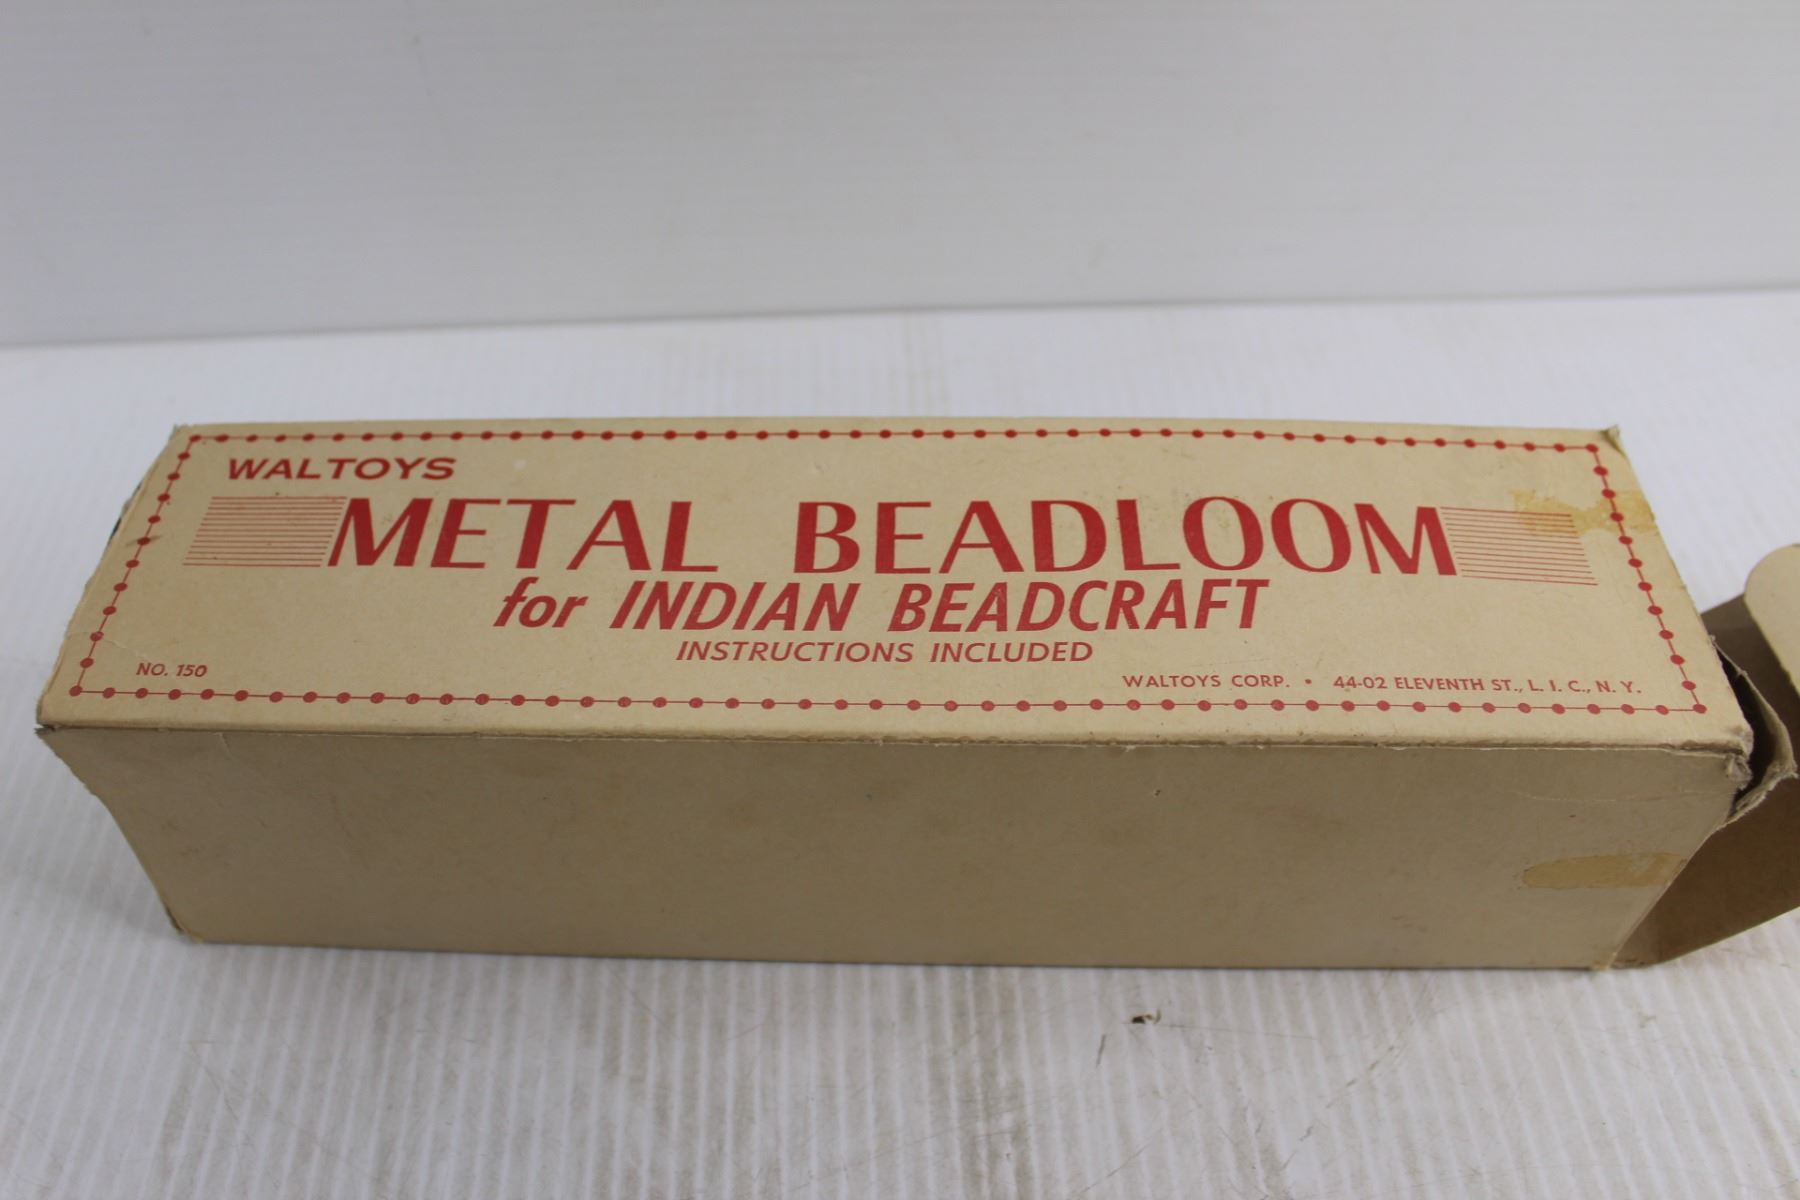 WALTOYS
METAL BEADLOOM
for INDIAN BEADCRAFT
INSTRUCTIONS INCLUDED
NO. 150
WALTOYS CORP. • 44-02 ELEVENTH ST., L. I. C., N. Y.